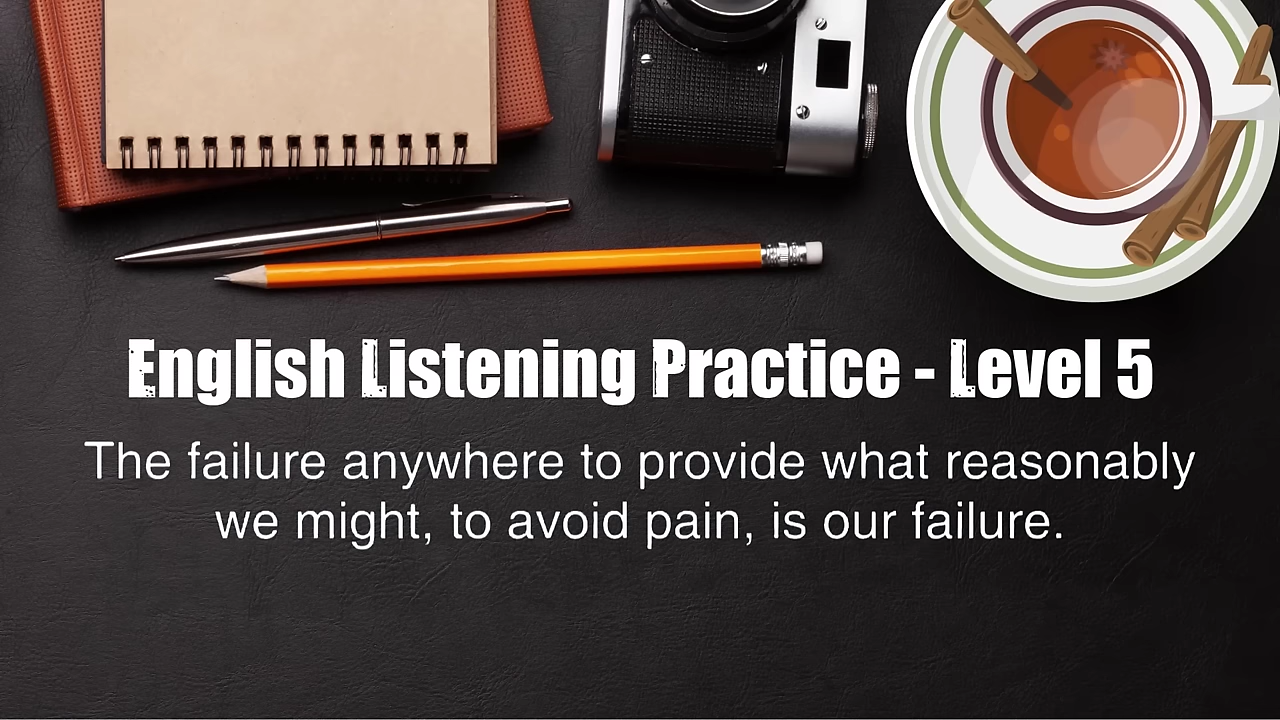 English Listening Practice - Level 5
The failure anywhere to provide what reasonably
we might, to avoid pain, is our failure.